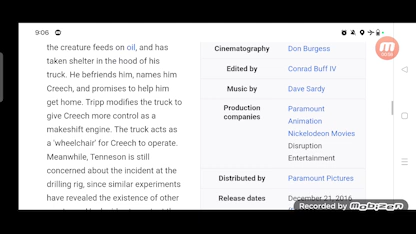 9:06
the creature feeds on oil, and has
taken shelter in the hood of his
truck. He befriends him, names him
Creech, and promises to help him
get home. Tripp modifies the truck to
give Creech more control as a
makeshift engine. The truck acts as
a 'wheelchair' for Creech to operate.
Meanwhile, Tenneson is still
concerned about the incident at the
drilling rig, since similar experiments
have revealed the existence of other
Cinematography Don Burgess
Edited by Conrad Buff IV
Music by Dave Sardy
Production companies Paramount
Animation
Nickelodeon Movies
Disruption
Entertainment
Distributed by Paramount Pictures
Release dates December 21, 2016
Recorded by Mobizen